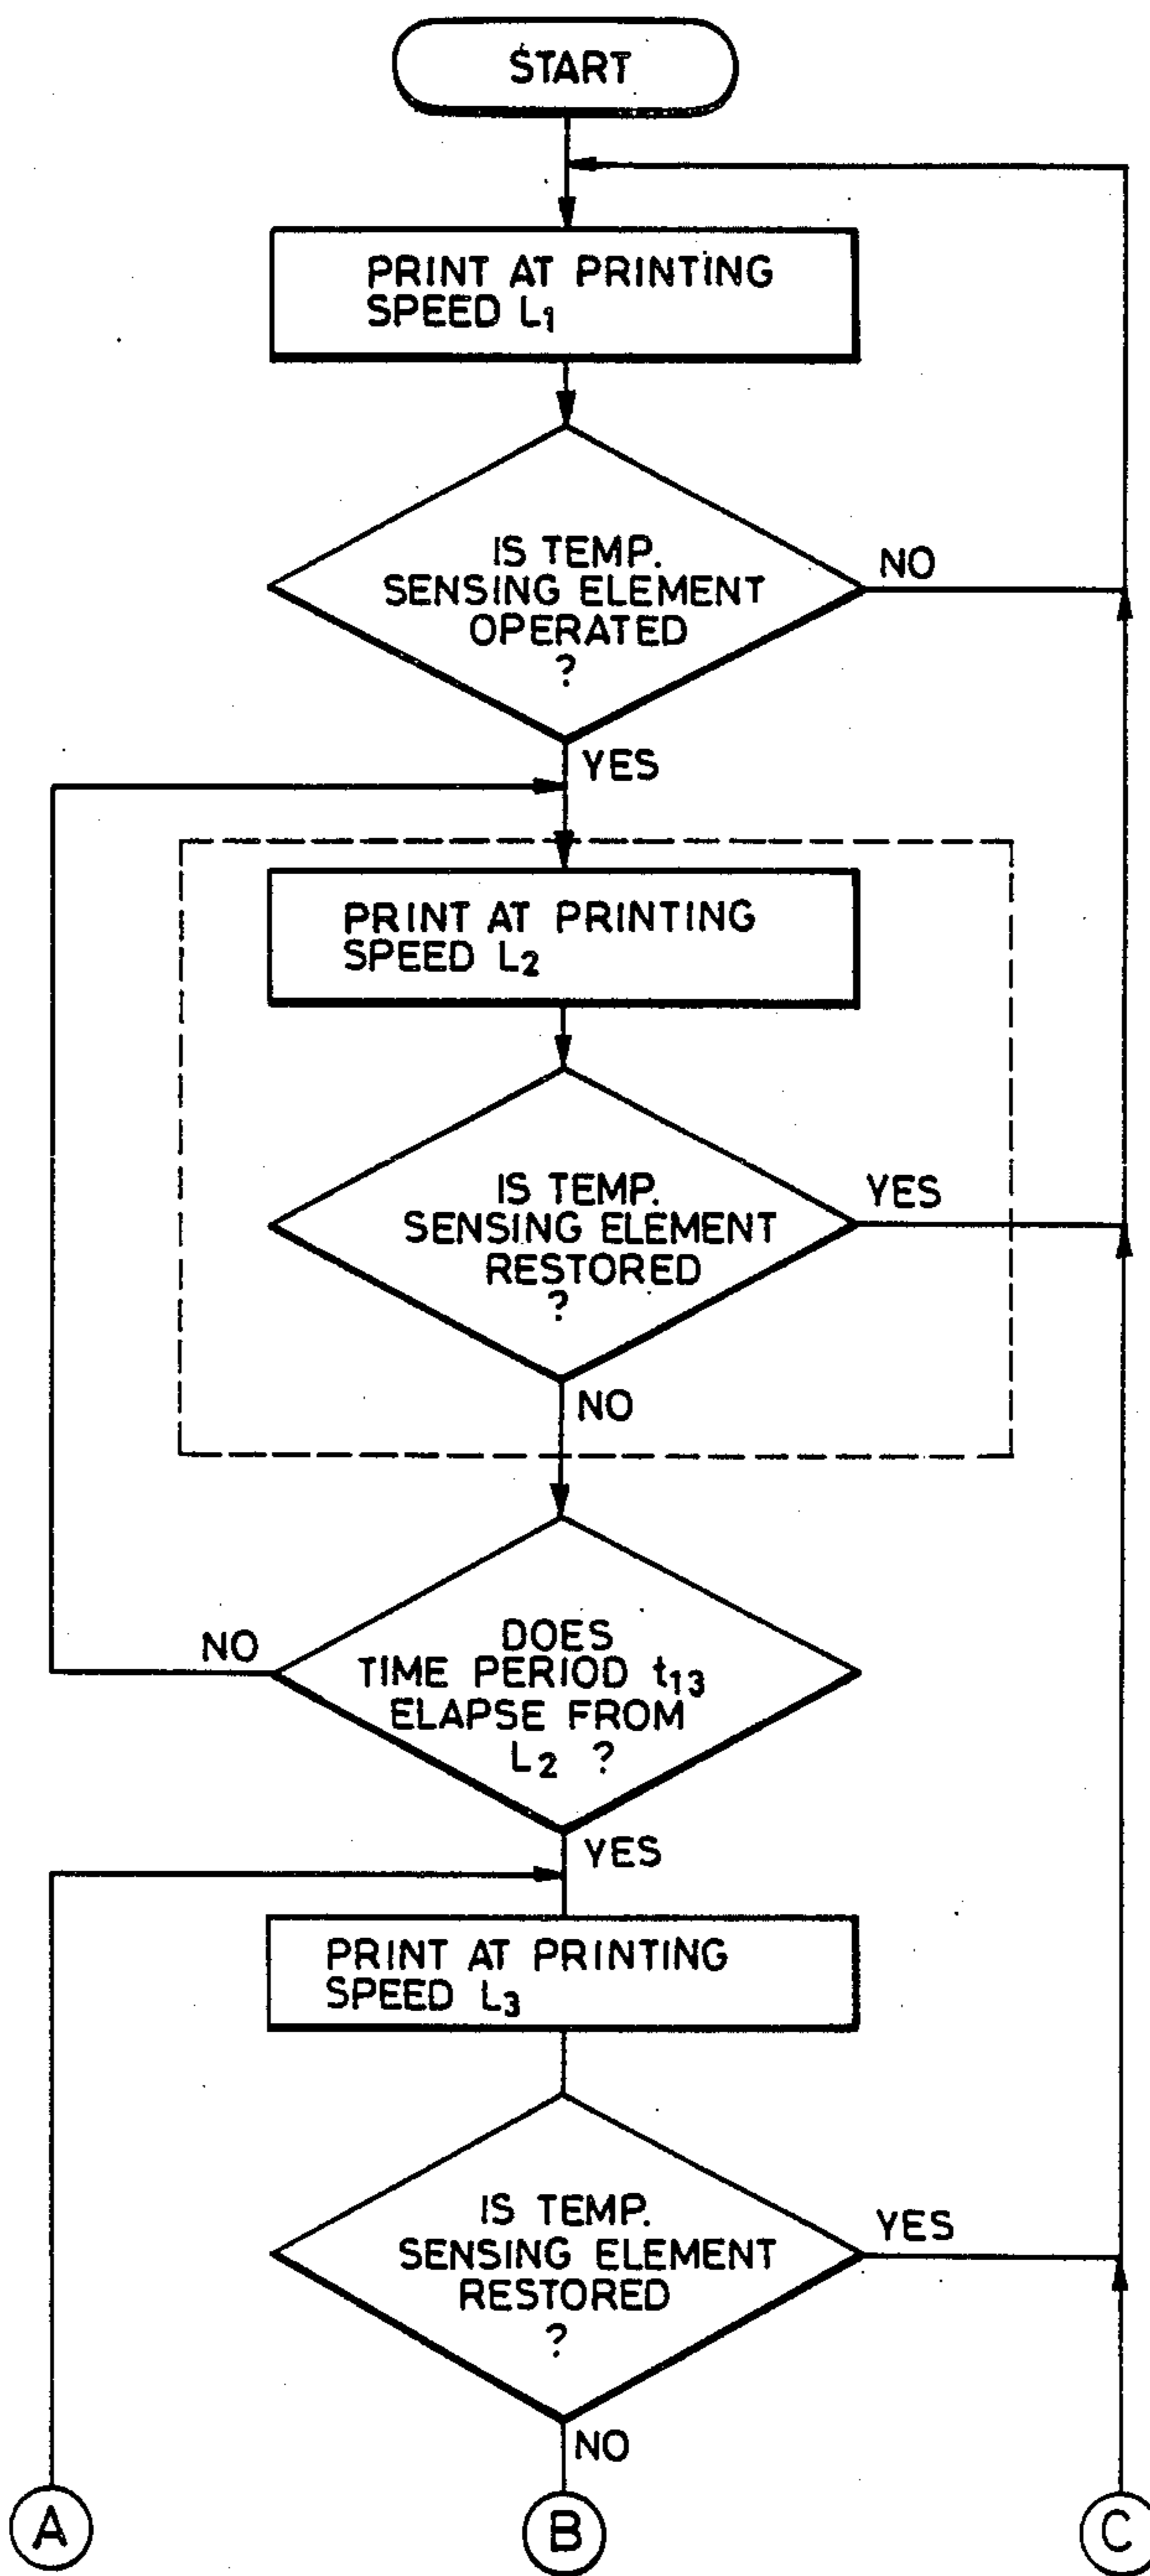 START
PRINT AT PRINTING
SPEED L₁
IS TEMP.
SENSING ELEMENT
OPERATED
?
NO
YES
PRINT AT PRINTING
SPEED L₂
IS TEMP.
SENSING ELEMENT
RESTORED
?
YES
NO
DOES
TIME PERIOD t₁₃
ELAPSE FROM
L₂ ?
NO
YES
PRINT AT PRINTING
SPEED L₃
IS TEMP.
SENSING ELEMENT
RESTORED
?
YES
NO
A
B
C